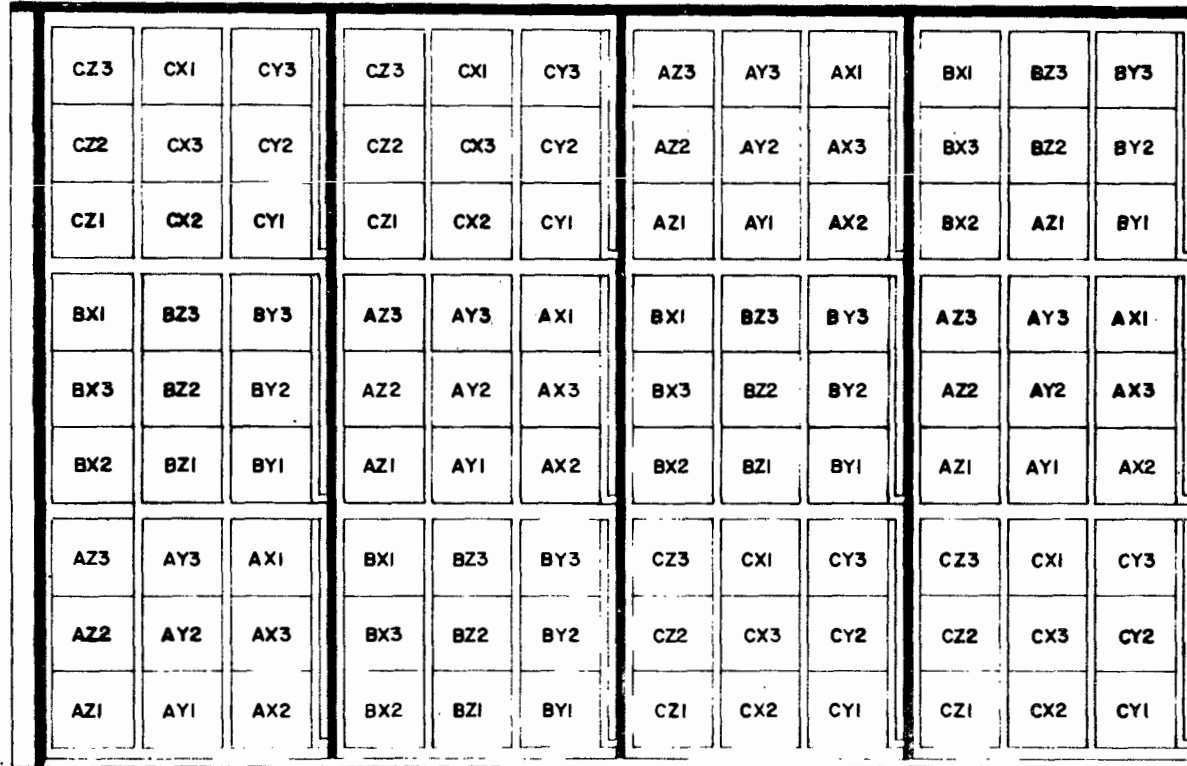 CZ3 CX1 CY3 CZ3 CX1 CY3 AZ3 AY3 AX1 BX1 BZ3 BY3
CZ2 CX3 CY2 CZ2 CX3 CY2 AZ2 AY2 AX3 BX3 BZ2 BY2
CZ1 CX2 CY1 CZ1 CX2 CY1 AZ1 AY1 AX2 BX2 AZ1 BY1
BX1 BZ3 BY3 AZ3 AY3 AX1 BX1 BZ3 BY3 AZ3 AY3 AX1
BX3 BZ2 BY2 AZ2 AY2 AX3 BX3 BZ2 BY2 AZ2 AY2 AX3
BX2 BZ1 BY1 AZ1 AY1 AX2 BX2 BZ1 BY1 AZ1 AY1 AX2
AZ3 AY3 AX1 BX1 BZ3 BY3 CZ3 CX1 CY3 CZ3 CX1 CY3
AZ2 AY2 AX3 BX3 BZ2 BY2 CZ2 CX3 CY2 CZ2 CX3 CY2
AZ1 AY1 AX2 BX2 BZ1 BY1 CZ1 CX2 CY1 CZ1 CX2 CY1